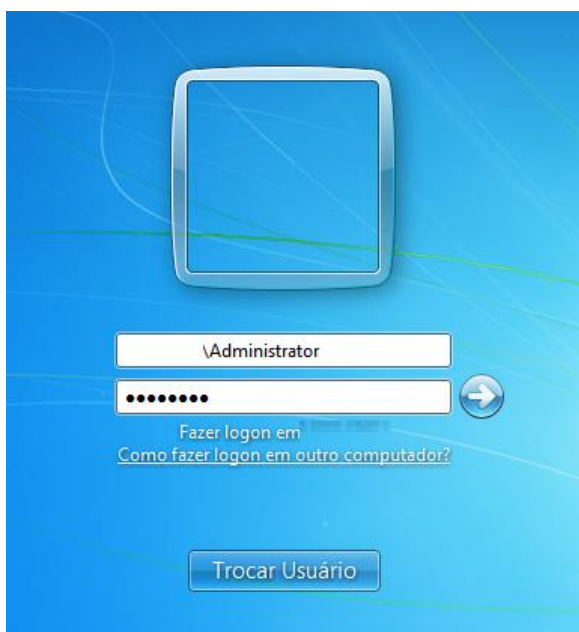 \Administrator
••••••••
Fazer logon em
Como fazer logon em outro computador?
Trocar Usuário